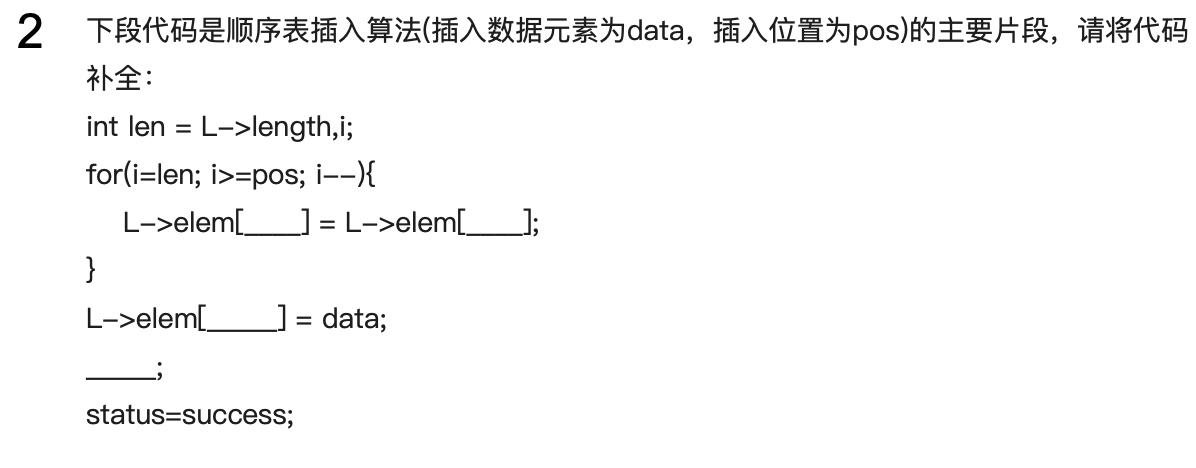 2 下段代码是顺序表插入算法(插入数据元素为data，插入位置为pos)的主要片段，请将代码
补全：
int len = L->length,i;
for(i=len; i>=pos; i--){
L->elem[____] = L->elem[____];
}
L->elem[_____] = data;
_____;
status=success;